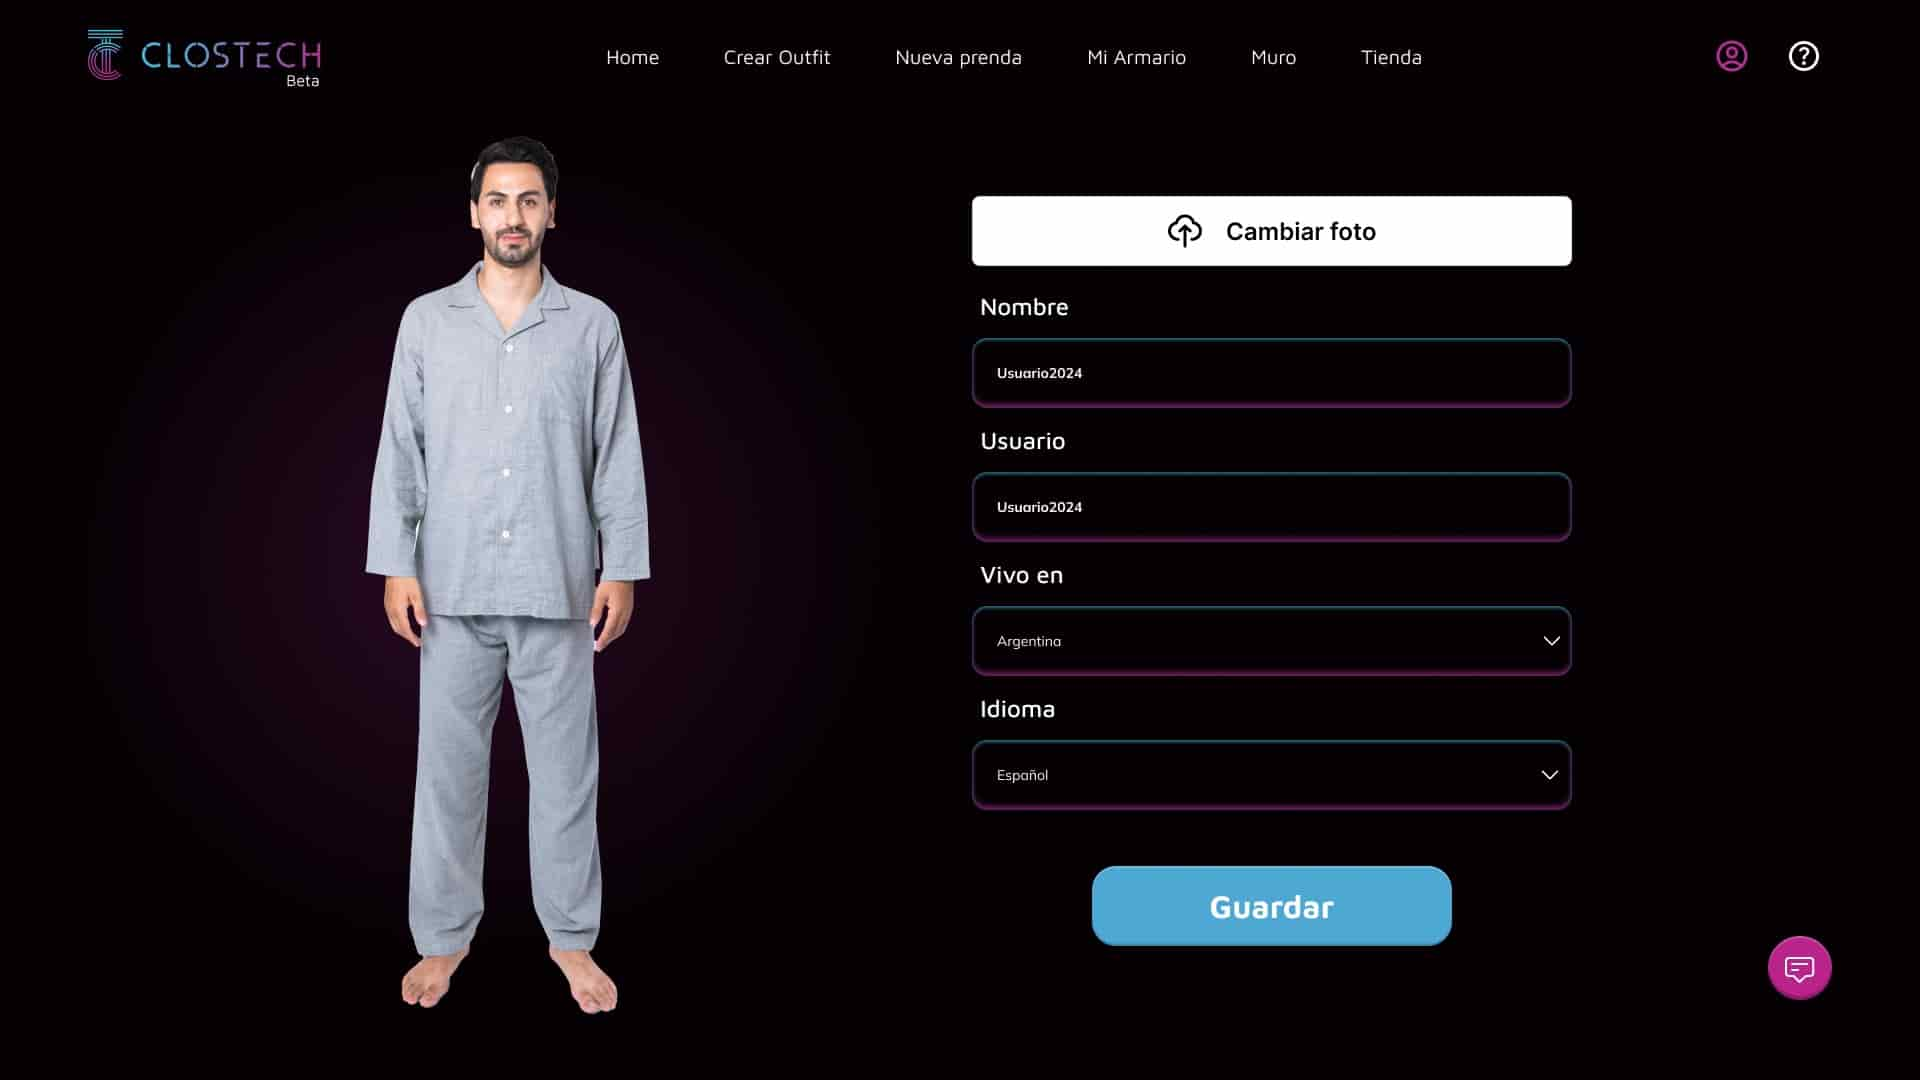 CLOSTECH
Beta
Home
Crear Outfit
Nueva prenda
Mi Armario
Muro
Tienda
Cambiar foto
Nombre
Usuario2024
Usuario
Usuario2024
Vivo en
Argentina
Idioma
Español
Guardar